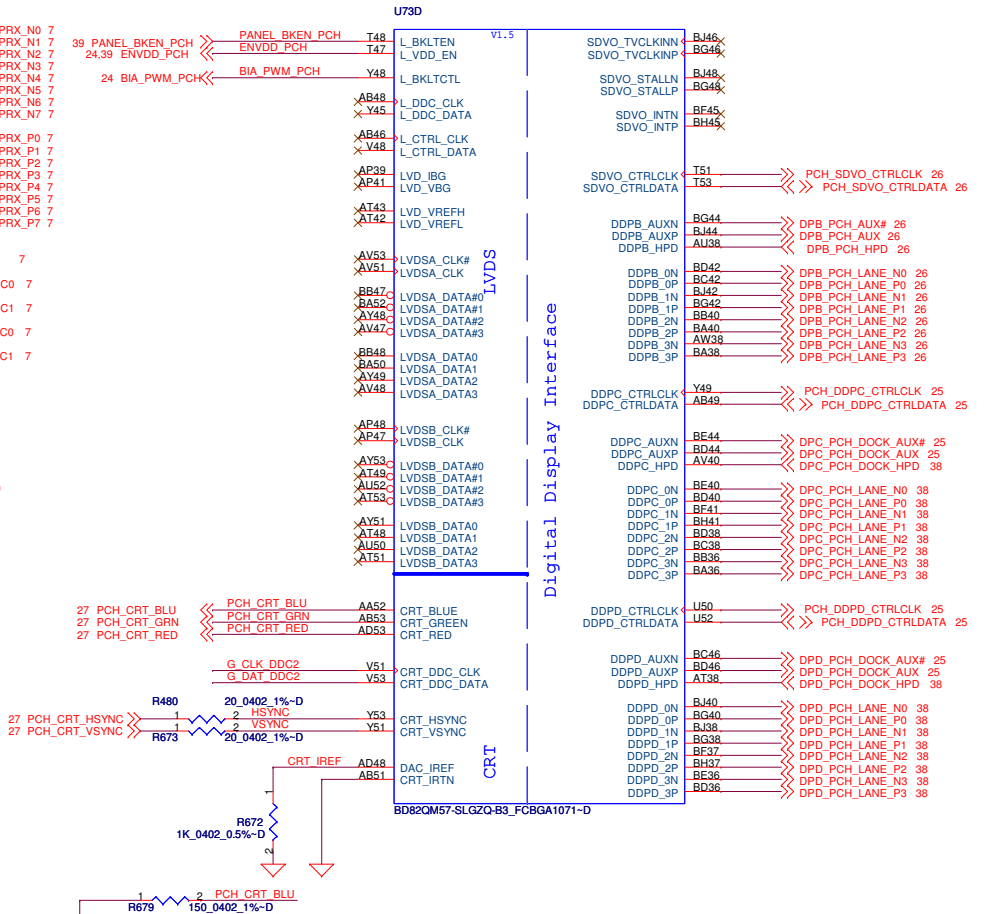 U73D
V1.5
PRX_N0 7
PRX_N1 7
PRX_N2 7
PRX_N3 7
PRX_N4 7
PRX_N5 7
PRX_N6 7
PRX_N7 7
PRX_P0 7
PRX_P1 7
PRX_P2 7
PRX_P3 7
PRX_P4 7
PRX_P5 7
PRX_P6 7
PRX_P7 7
7
C0 7
C1 7
C0 7
C1 7
39 PANEL_BKEN_PCH PANEL_BKEN_PCH T48 L_BKLTEN
24,39 ENVDD_PCH ENVDD_PCH T47 L_VDD_EN
24 BIA_PWM_PCH BIA_PWM_PCH Y48 L_BKLTCTL
AB48 L_DDC_CLK
Y45 L_DDC_DATA
AB46 L_CTRL_CLK
V48 L_CTRL_DATA
AP39 LVD_IBG
AP41 LVD_VBG
AT43 LVD_VREFH
AT42 LVD_VREFL
AV53 LVDSA_CLK#
AV51 LVDSA_CLK
BB47 LVDSA_DATA#0
BA52 LVDSA_DATA#1
AY48 LVDSA_DATA#2
AV47 LVDSA_DATA#3
BB48 LVDSA_DATA0
BA50 LVDSA_DATA1
AY49 LVDSA_DATA2
AV48 LVDSA_DATA3
AP48 LVDSB_CLK#
AP47 LVDSB_CLK
AY53 LVDSB_DATA#0
AT49 LVDSB_DATA#1
AU52 LVDSB_DATA#2
AT53 LVDSB_DATA#3
AY51 LVDSB_DATA0
AT48 LVDSB_DATA1
AU50 LVDSB_DATA2
AT51 LVDSB_DATA3
27 PCH_CRT_BLU PCH_CRT_BLU AA52 CRT_BLUE
27 PCH_CRT_GRN PCH_CRT_GRN AB53 CRT_GREEN
27 PCH_CRT_RED PCH_CRT_RED AD53 CRT_RED
G_CLK_DDC2 V51 CRT_DDC_CLK
G_DAT_DDC2 V53 CRT_DDC_DATA
R480 20_0402_1%~D
27 PCH_CRT_HSYNC 1 2 HSYNC Y53 CRT_HSYNC
27 PCH_CRT_VSYNC 1 2 VSYNC Y51 CRT_VSYNC
R673 20_0402_1%~D
CRT_IREF AD48 DAC_IREF
AB51 CRT_IRTN
1
R672
1K_0402_0.5%~D
2
LVDS
CRT
Digital Display Interface
SDVO_TVCLKINN BJ46
SDVO_TVCLKINP BG46
SDVO_STALLN BJ48
SDVO_STALLP BG48
SDVO_INTN BF45
SDVO_INTP BH45
SDVO_CTRLCLK T51 PCH_SDVO_CTRLCLK 26
SDVO_CTRLDATA T53 PCH_SDVO_CTRLDATA 26
DDPB_AUXN BG44 DPB_PCH_AUX# 26
DDPB_AUXP BJ44 DPB_PCH_AUX 26
DDPB_HPD AU38 DPB_PCH_HPD 26
DDPB_0N BD42 DPB_PCH_LANE_N0 26
DDPB_0P BC42 DPB_PCH_LANE_P0 26
DDPB_1N BJ42 DPB_PCH_LANE_N1 26
DDPB_1P BG42 DPB_PCH_LANE_P1 26
DDPB_2N BB40 DPB_PCH_LANE_N2 26
DDPB_2P BA40 DPB_PCH_LANE_P2 26
DDPB_3N AW38 DPB_PCH_LANE_N3 26
DDPB_3P BA38 DPB_PCH_LANE_P3 26
DDPC_CTRLCLK Y49 PCH_DDPC_CTRLCLK 25
DDPC_CTRLDATA AB49 PCH_DDPC_CTRLDATA 25
DDPC_AUXN BE44 DPC_PCH_DOCK_AUX# 25
DDPC_AUXP BD44 DPC_PCH_DOCK_AUX 25
DDPC_HPD AV40 DPC_PCH_DOCK_HPD 38
DDPC_0N BE40 DPC_PCH_LANE_N0 38
DDPC_0P BD40 DPC_PCH_LANE_P0 38
DDPC_1N BF41 DPC_PCH_LANE_N1 38
DDPC_1P BH41 DPC_PCH_LANE_P1 38
DDPC_2N BD38 DPC_PCH_LANE_N2 38
DDPC_2P BC38 DPC_PCH_LANE_P2 38
DDPC_3N BB36 DPC_PCH_LANE_N3 38
DDPC_3P BA36 DPC_PCH_LANE_P3 38
DDPD_CTRLCLK U50 PCH_DDPD_CTRLCLK 25
DDPD_CTRLDATA U52 PCH_DDPD_CTRLDATA 25
DDPD_AUXN BC46 DPD_PCH_DOCK_AUX# 25
DDPD_AUXP BD46 DPD_PCH_DOCK_AUX 25
DDPD_HPD AT38 DPD_PCH_DOCK_HPD 38
DDPD_0N BJ40 DPD_PCH_LANE_N0 38
DDPD_0P BG40 DPD_PCH_LANE_P0 38
DDPD_1N BJ38 DPD_PCH_LANE_N1 38
DDPD_1P BG38 DPD_PCH_LANE_P1 38
DDPD_2N BF37 DPD_PCH_LANE_N2 38
DDPD_2P BH37 DPD_PCH_LANE_P2 38
DDPD_3N BE36 DPD_PCH_LANE_N3 38
DDPD_3P BD36 DPD_PCH_LANE_P3 38
BD82QM57-SLGZQ-B3_FCBGA1071~D
1 2 PCH_CRT_BLU
R679 150_0402_1%~D